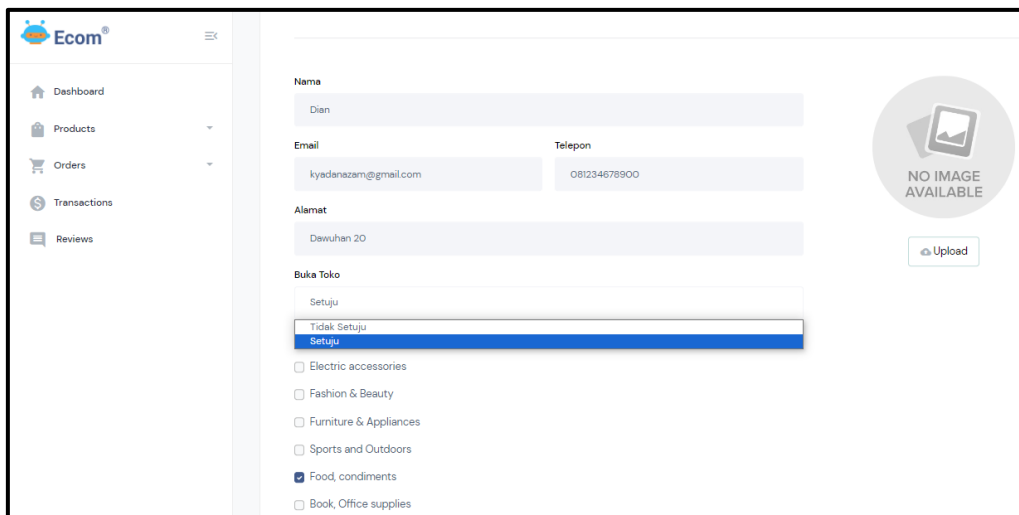 Ecom®
Dashboard
Products
Orders
Transactions
Reviews
Nama
Dian
Email
Telepon
kyadanazam@gmail.com
081234678900
Alamat
Dawuhan 20
Buka Toko
Setuju
Tidak Setuju
Setuju
Electric accessories
Fashion & Beauty
Furniture & Appliances
Sports and Outdoors
Food, condiments
Book, Office supplies
NO IMAGE
AVAILABLE
Upload